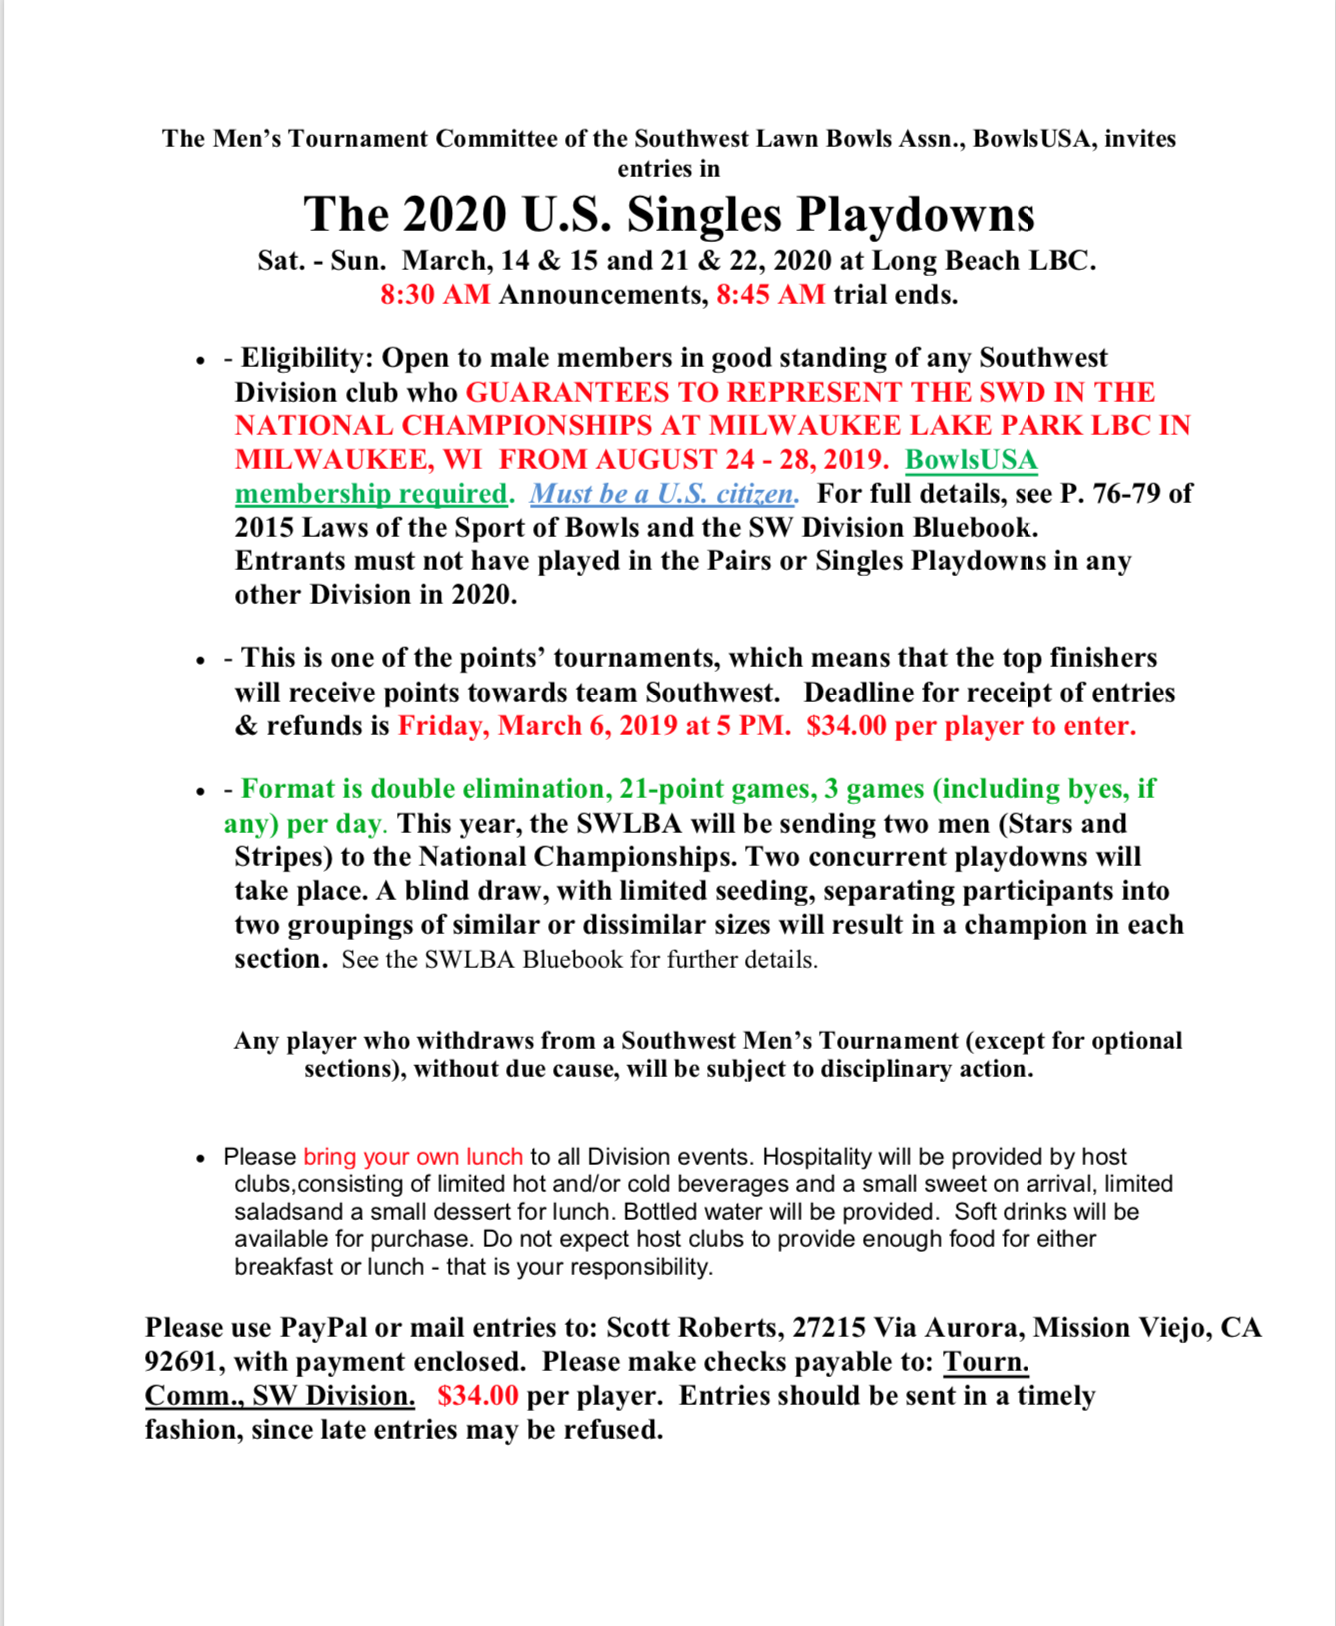 The Men’s Tournament Committee of the Southwest Lawn Bowls Assn., BowlsUSA, invites
entries in
The 2020 U.S. Singles Playdowns
Sat. - Sun.  March, 14 & 15 and 21 & 22, 2020 at Long Beach LBC.
8:30 AM Announcements, 8:45 AM trial ends.
• - Eligibility: Open to male members in good standing of any Southwest
Division club who GUARANTEES TO REPRESENT THE SWD IN THE
NATIONAL CHAMPIONSHIPS AT MILWAUKEE LAKE PARK LBC IN
MILWAUKEE, WI  FROM AUGUST 24 - 28, 2019.  BowlsUSA
membership required.  Must be a U.S. citizen.  For full details, see P. 76-79 of
2015 Laws of the Sport of Bowls and the SW Division Bluebook.
Entrants must not have played in the Pairs or Singles Playdowns in any
other Division in 2020.
• - This is one of the points’ tournaments, which means that the top finishers
will receive points towards team Southwest.   Deadline for receipt of entries
& refunds is Friday, March 6, 2019 at 5 PM.  $34.00 per player to enter.
• - Format is double elimination, 21-point games, 3 games (including byes, if
any) per day. This year, the SWLBA will be sending two men (Stars and
Stripes) to the National Championships. Two concurrent playdowns will
take place. A blind draw, with limited seeding, separating participants into
two groupings of similar or dissimilar sizes will result in a champion in each
section.  See the SWLBA Bluebook for further details.
Any player who withdraws from a Southwest Men’s Tournament (except for optional
sections), without due cause, will be subject to disciplinary action.
• Please bring your own lunch to all Division events. Hospitality will be provided by host
clubs,consisting of limited hot and/or cold beverages and a small sweet on arrival, limited
saladsand a small dessert for lunch. Bottled water will be provided.  Soft drinks will be
available for purchase. Do not expect host clubs to provide enough food for either
breakfast or lunch - that is your responsibility.
Please use PayPal or mail entries to: Scott Roberts, 27215 Via Aurora, Mission Viejo, CA
92691, with payment enclosed.  Please make checks payable to: Tourn.
Comm., SW Division.   $34.00 per player.  Entries should be sent in a timely
fashion, since late entries may be refused.